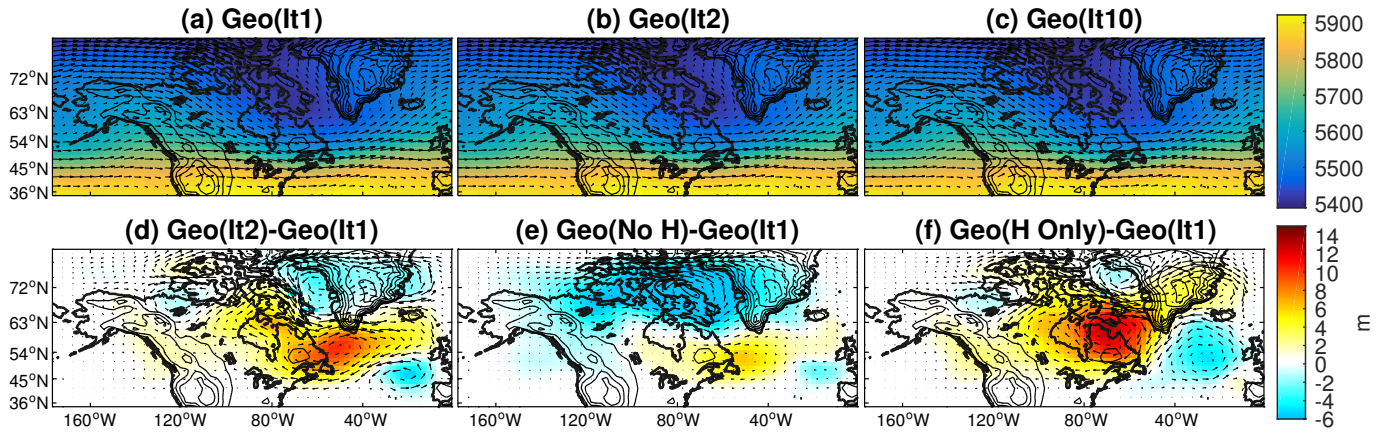 (a) Geo(It1) (b) Geo(It2) (c) Geo(It10)
72°N
63°N
54°N
45°N
36°N
5900
5800
5700
5600
5500
5400
(d) Geo(It2)-Geo(It1) (e) Geo(No H)-Geo(It1) (f) Geo(H Only)-Geo(It1)
72°N
63°N
54°N
45°N
36°N
14
12
10
8
6
4
2
0
-2
-4
-6
m
160°W 120°W 80°W 40°W 160°W 120°W 80°W 40°W 160°W 120°W 80°W 40°W